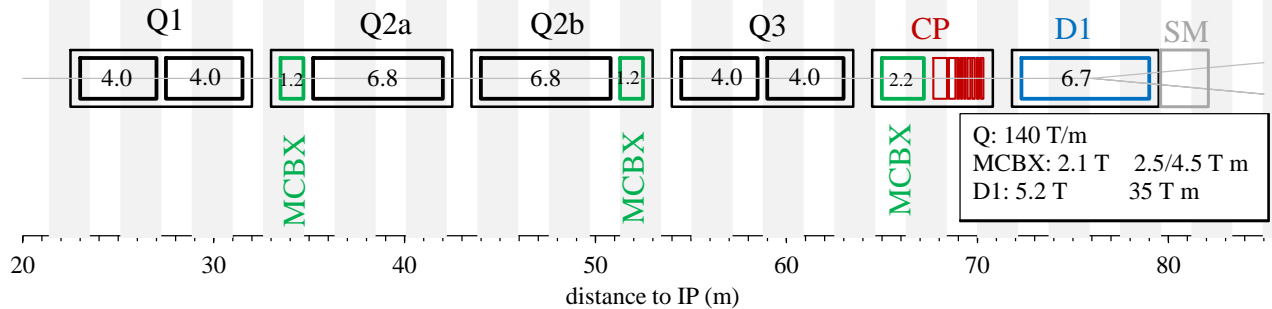 Q1 Q2a Q2b Q3 CP D1 SM
4.0 4.0 1.2 6.8 6.8 1.2 4.0 4.0 2.2 6.7
MCBX MCBX MCBX
Q: 140 T/m
MCBX: 2.1 T 2.5/4.5 T m
D1: 5.2 T 35 T m
20 30 40 50 60 70 80
distance to IP (m)